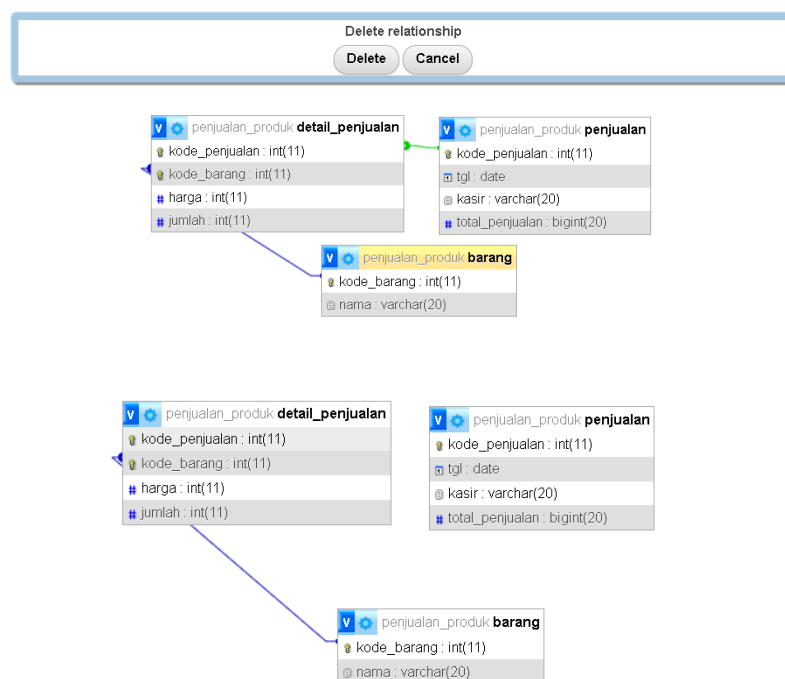 Delete relationship
Delete Cancel
v penjualan_produk detail_penjualan
kode_penjualan : int(11)
kode_barang : int(11)
# harga : int(11)
# jumlah : int(11)
v penjualan_produk penjualan
kode_penjualan : int(11)
tgl : date
kasir : varchar(20)
# total_penjualan : bigint(20)
v penjualan_produk barang
kode_barang : int(11)
nama : varchar(20)
v penjualan_produk detail_penjualan
kode_penjualan : int(11)
kode_barang : int(11)
# harga : int(11)
# jumlah : int(11)
v penjualan_produk penjualan
kode_penjualan : int(11)
tgl : date
kasir : varchar(20)
# total_penjualan : bigint(20)
v penjualan_produk barang
kode_barang : int(11)
nama : varchar(20)